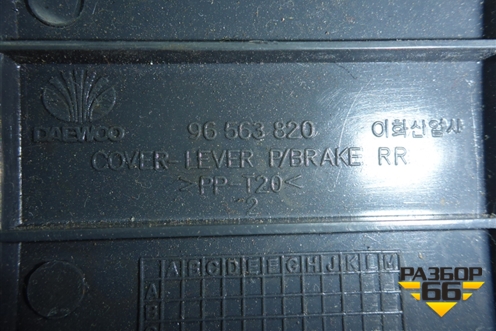 DAEWOO
96 563 820
이화산업사
COVER-LEVER P/BRAKE RR
>PP-T20<
A B C D E F G H J K L M
A
B
РАЗБОР
66